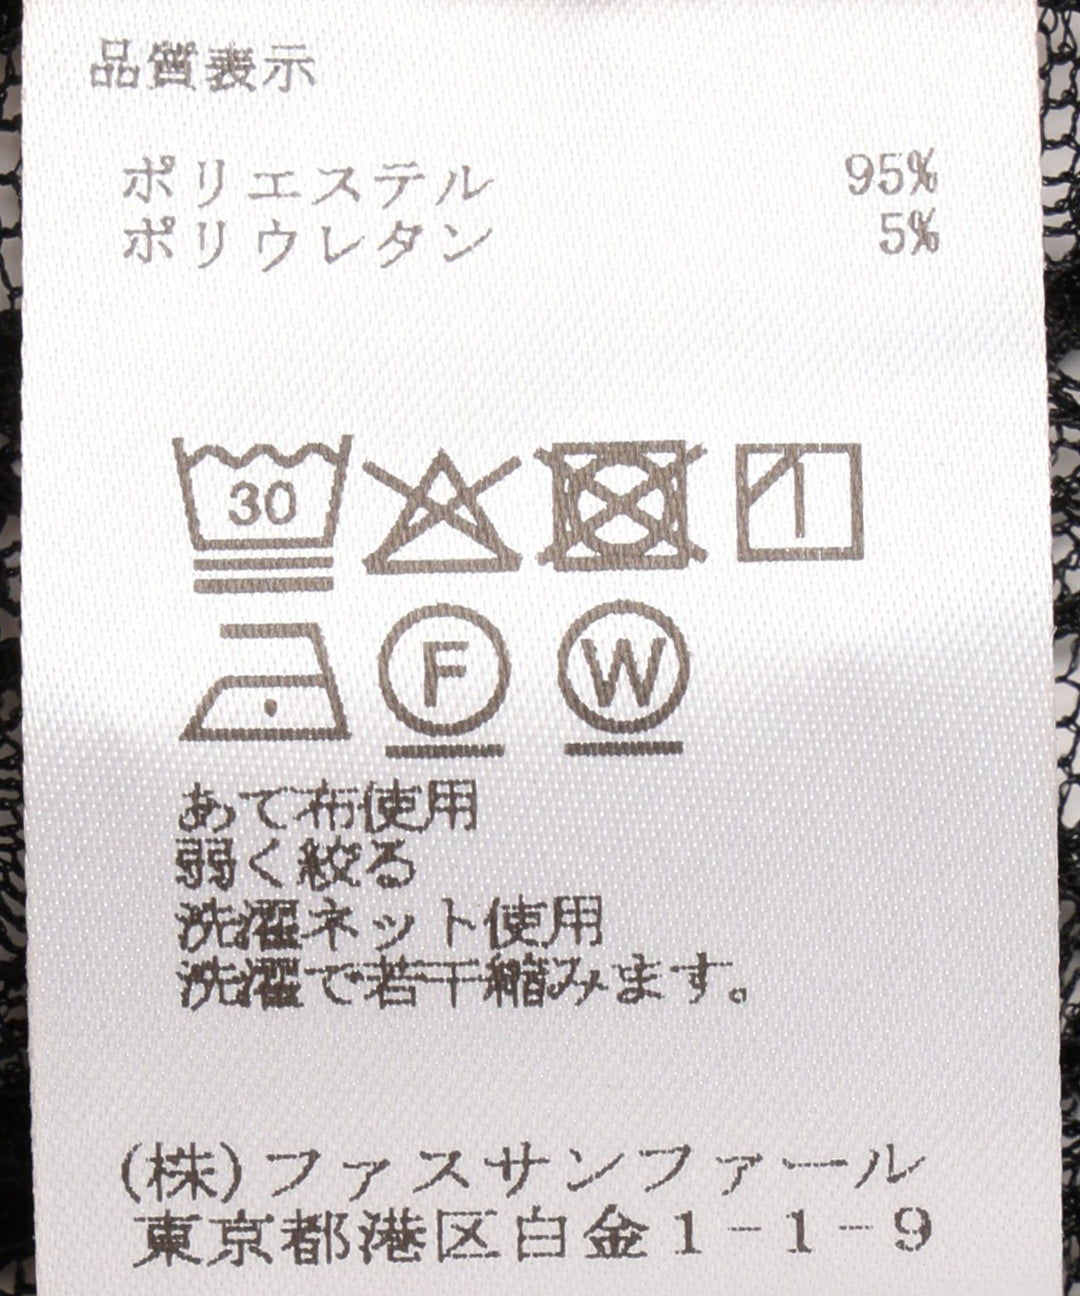 品質表示
ポリエステル 95%
ポリウレタン 5%
30
F W
あて布使用
弱く絞る
洗濯ネット使用
洗濯で若干縮みます。
(株)ファスサンファール
東京都港区白金1-1-9